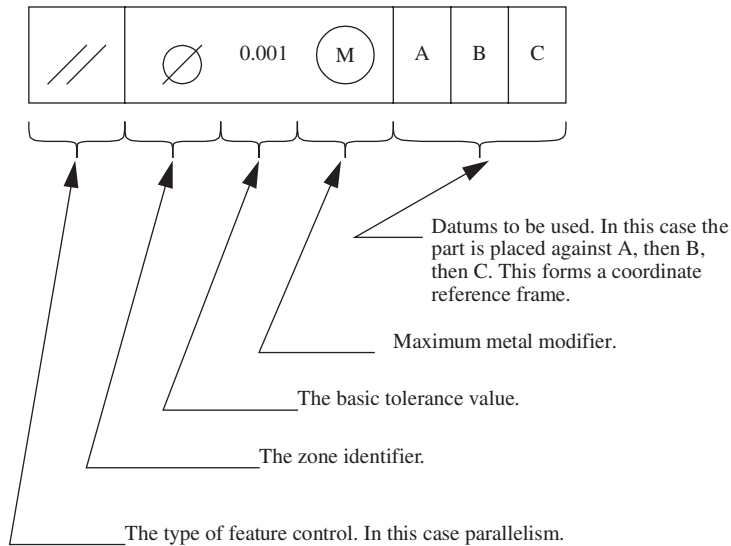 0.001 M A B C
Datums to be used. In this case the
part is placed against A, then B,
then C. This forms a coordinate
reference frame.
Maximum metal modifier.
The basic tolerance value.
The zone identifier.
The type of feature control. In this case parallelism.